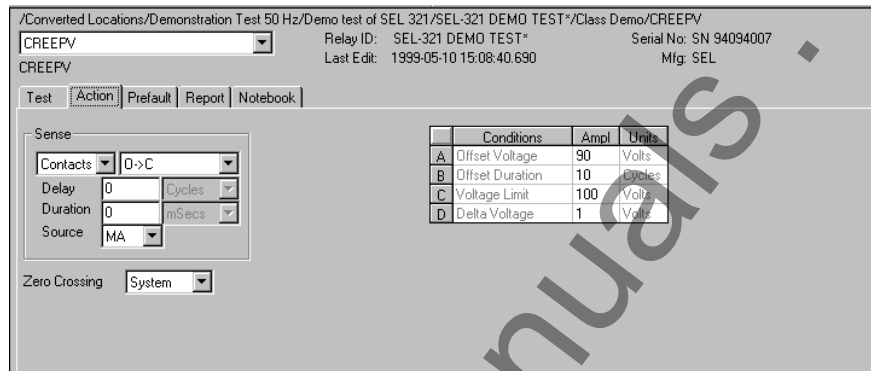 /Converted Locations/Demonstration Test 50 Hz/Demo test of SEL 321/SEL-321 DEMO TEST*/Class Demo/CREEPV
CREEPV Relay ID: SEL-321 DEMO TEST* Serial No: SN 94094007
Last Edit: 1999-05-10 15:08:40.690 Mfg: SEL
CREEPV
Test Action Prefault Report Notebook
Sense
Contacts O->C
Delay 0 Cycles
Duration 0 mSecs
Source MA
Zero Crossing System
Conditions Ampl Units
A Offset Voltage 90 Volts
B Offset Duration 10 Cycles
C Voltage Limit 100 Volts
D Delta Voltage 1 Volts
nuals .